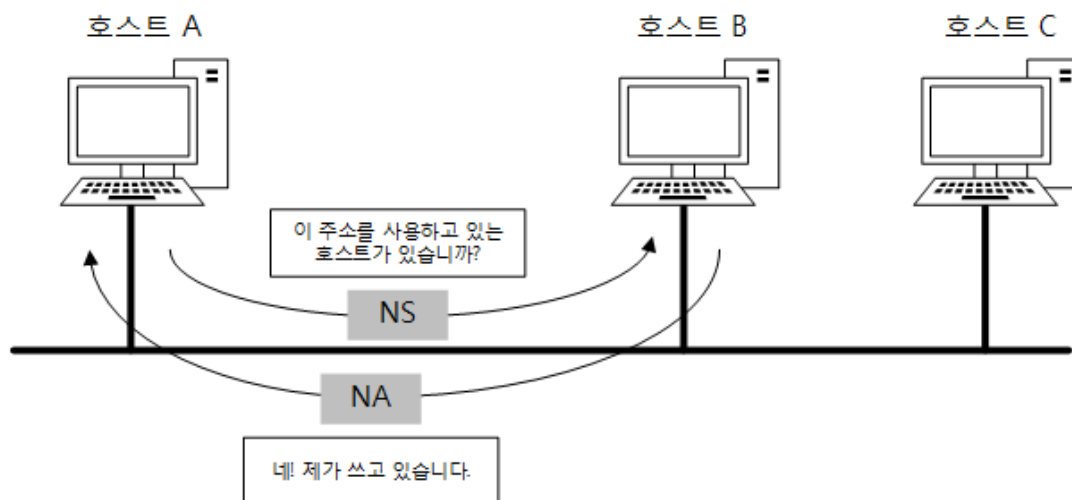 호스트 A
호스트 B
호스트 C
이 주소를 사용하고 있는
호스트가 있습니까?
NS
NA
네! 제가 쓰고 있습니다.